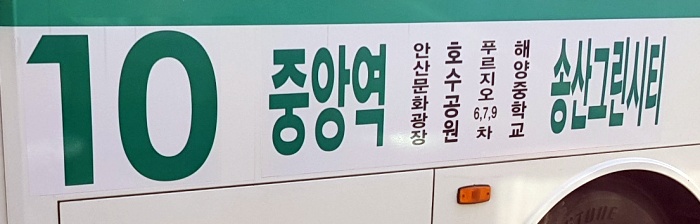 10
중앙역
안산문화광장
호수공원
푸르지오6,7,9차
해양중학교
송산그린시티